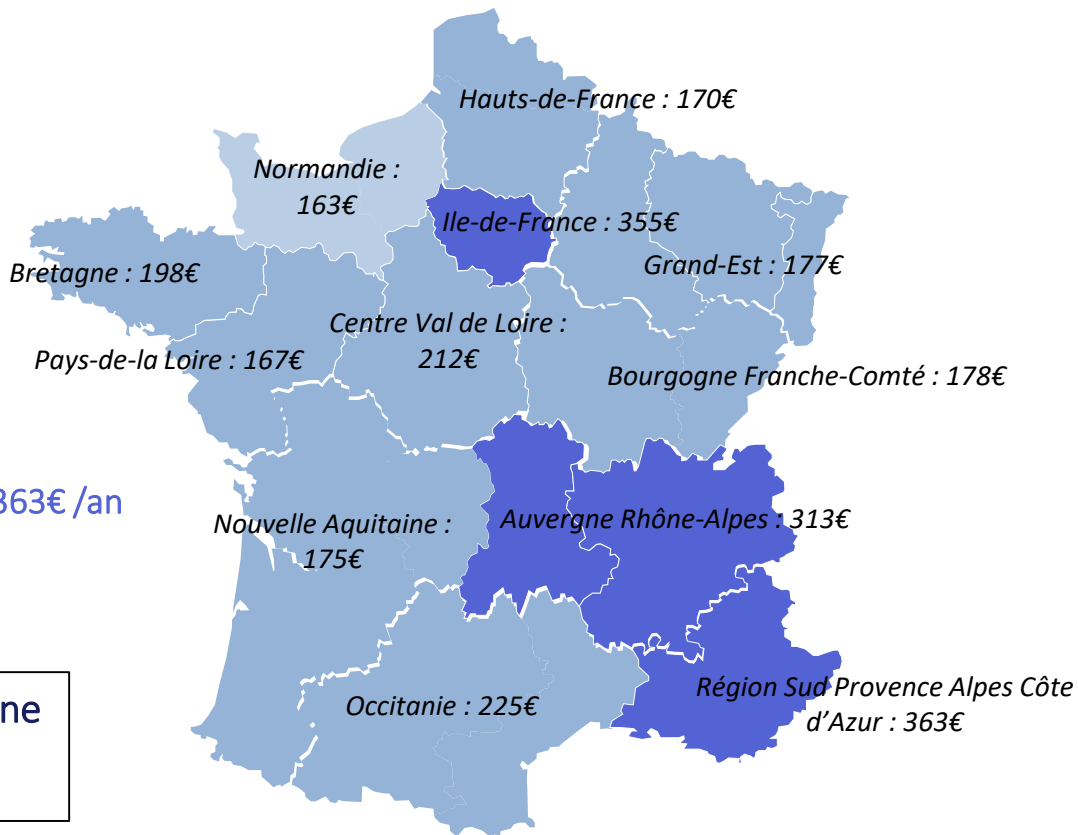 Hauts-de-France : 170€
Normandie :
163€
Ile-de-France : 355€
Grand-Est : 177€
Bretagne : 198€
Centre Val de Loire :
212€
Pays-de-la Loire : 167€
Bourgogne Franche-Comté : 178€
363€ /an
Nouvelle Aquitaine :
175€
Auvergne Rhône-Alpes : 313€
Région Sud Provence Alpes Côte
d’Azur : 363€
Occitanie : 225€